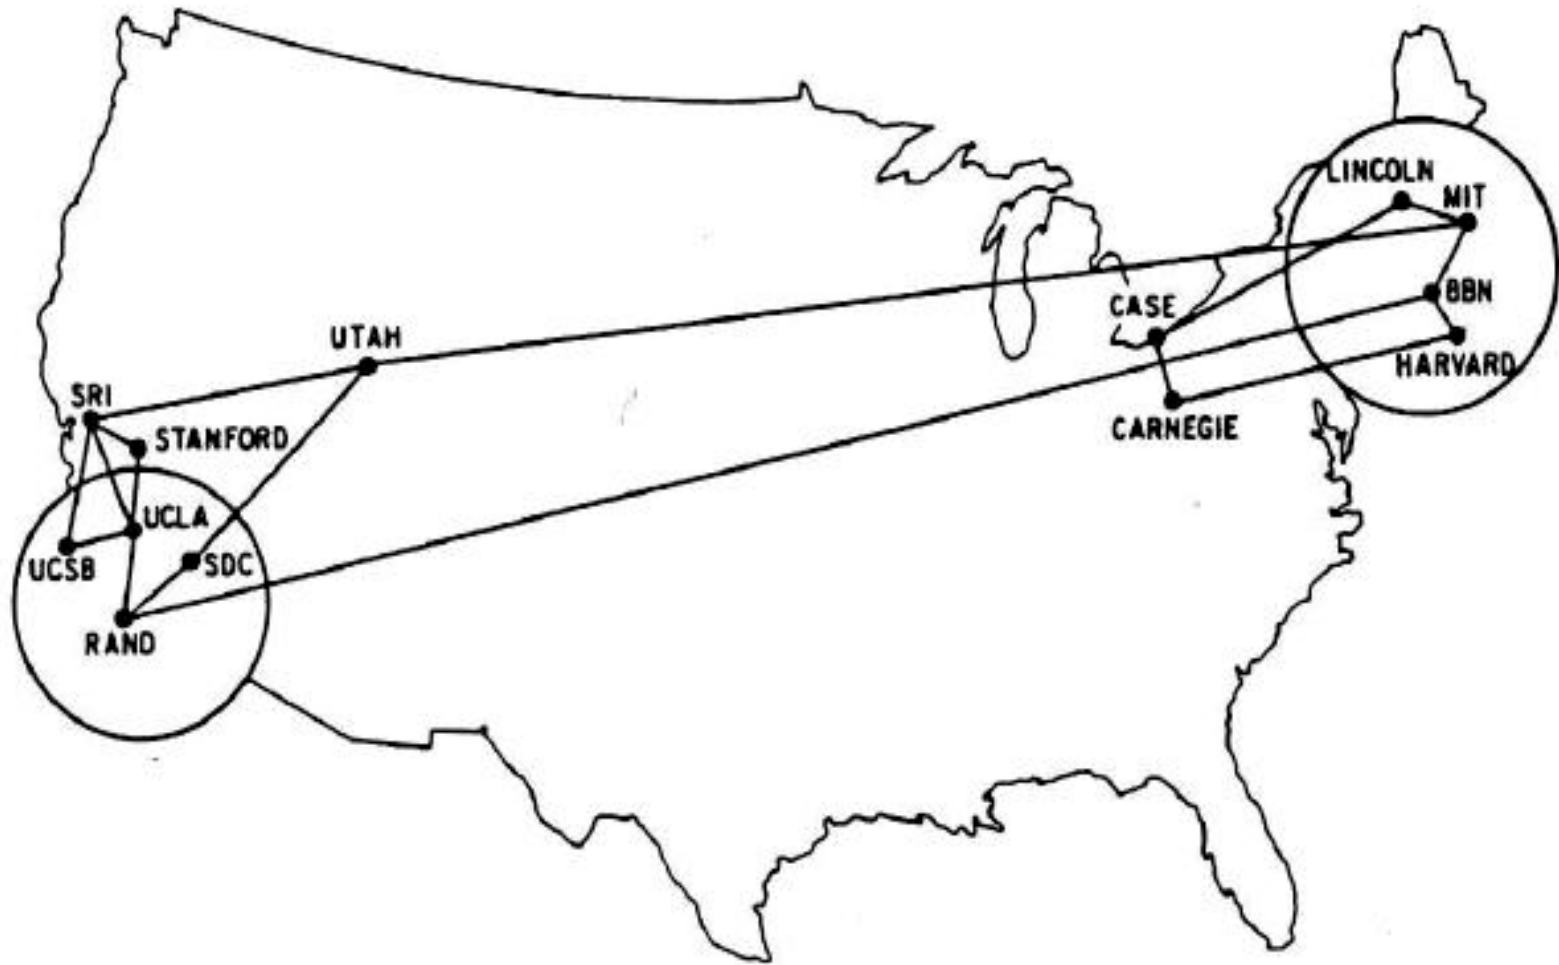 LINCOLN
MIT
BBN
CASE
UTAH
HARVARD
SRI
CARNEGIE
STANFORD
UCLA
UCSB
SDC
RAND